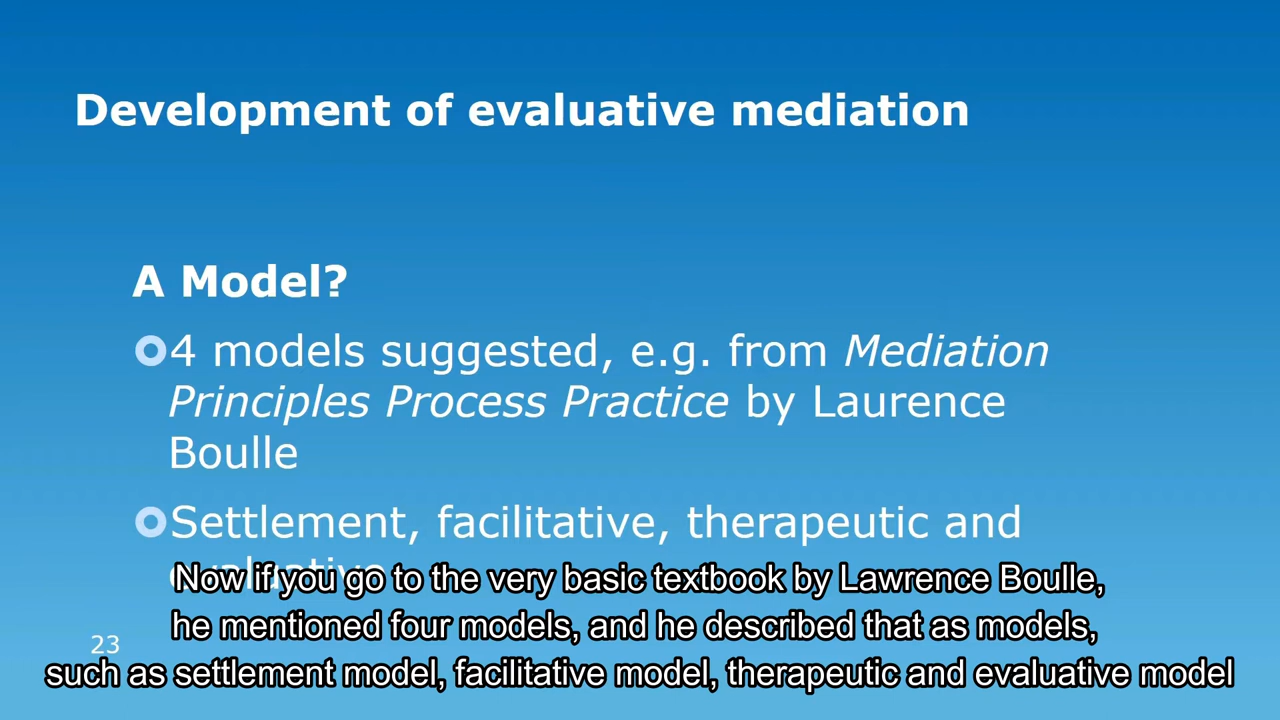 Development of evaluative mediation
A Model?
4 models suggested, e.g. from Mediation
Principles Process Practice by Laurence
Boulle
Settlement, facilitative, therapeutic and
evaluative
Now if you go to the very basic textbook by Lawrence Boulle,
he mentioned four models, and he described that as models,
23
such as settlement model, facilitative model, therapeutic and evaluative model